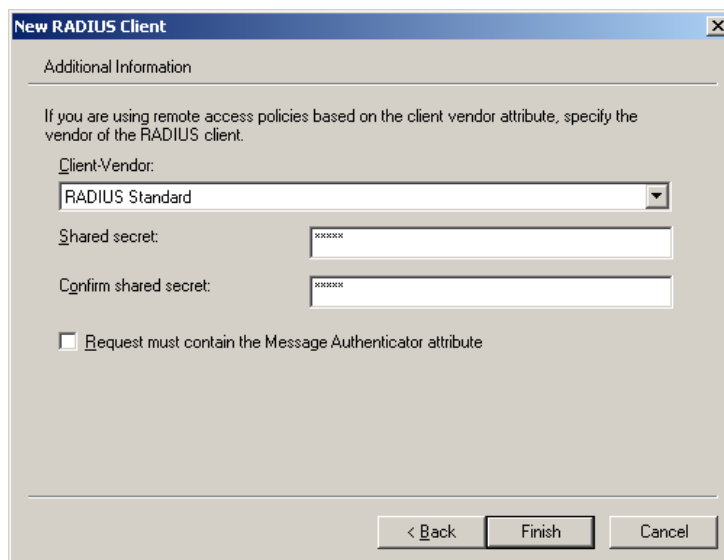 New RADIUS Client
Additional Information
If you are using remote access policies based on the client vendor attribute, specify the
vendor of the RADIUS client.
Client-Vendor:
RADIUS Standard
Shared secret: xxxxx
Confirm shared secret: xxxxx
Request must contain the Message Authenticator attribute
< Back Finish Cancel